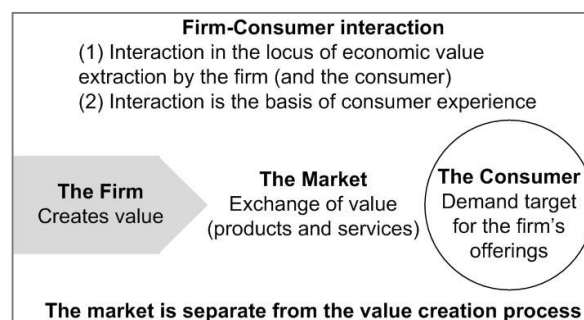 Firm-Consumer interaction
(1) Interaction in the locus of economic value
extraction by the firm (and the consumer)
(2) Interaction is the basis of consumer experience
The Firm
Creates value
The Market
Exchange of value
(products and services)
The Consumer
Demand target
for the firm's
offerings
The market is separate from the value creation process